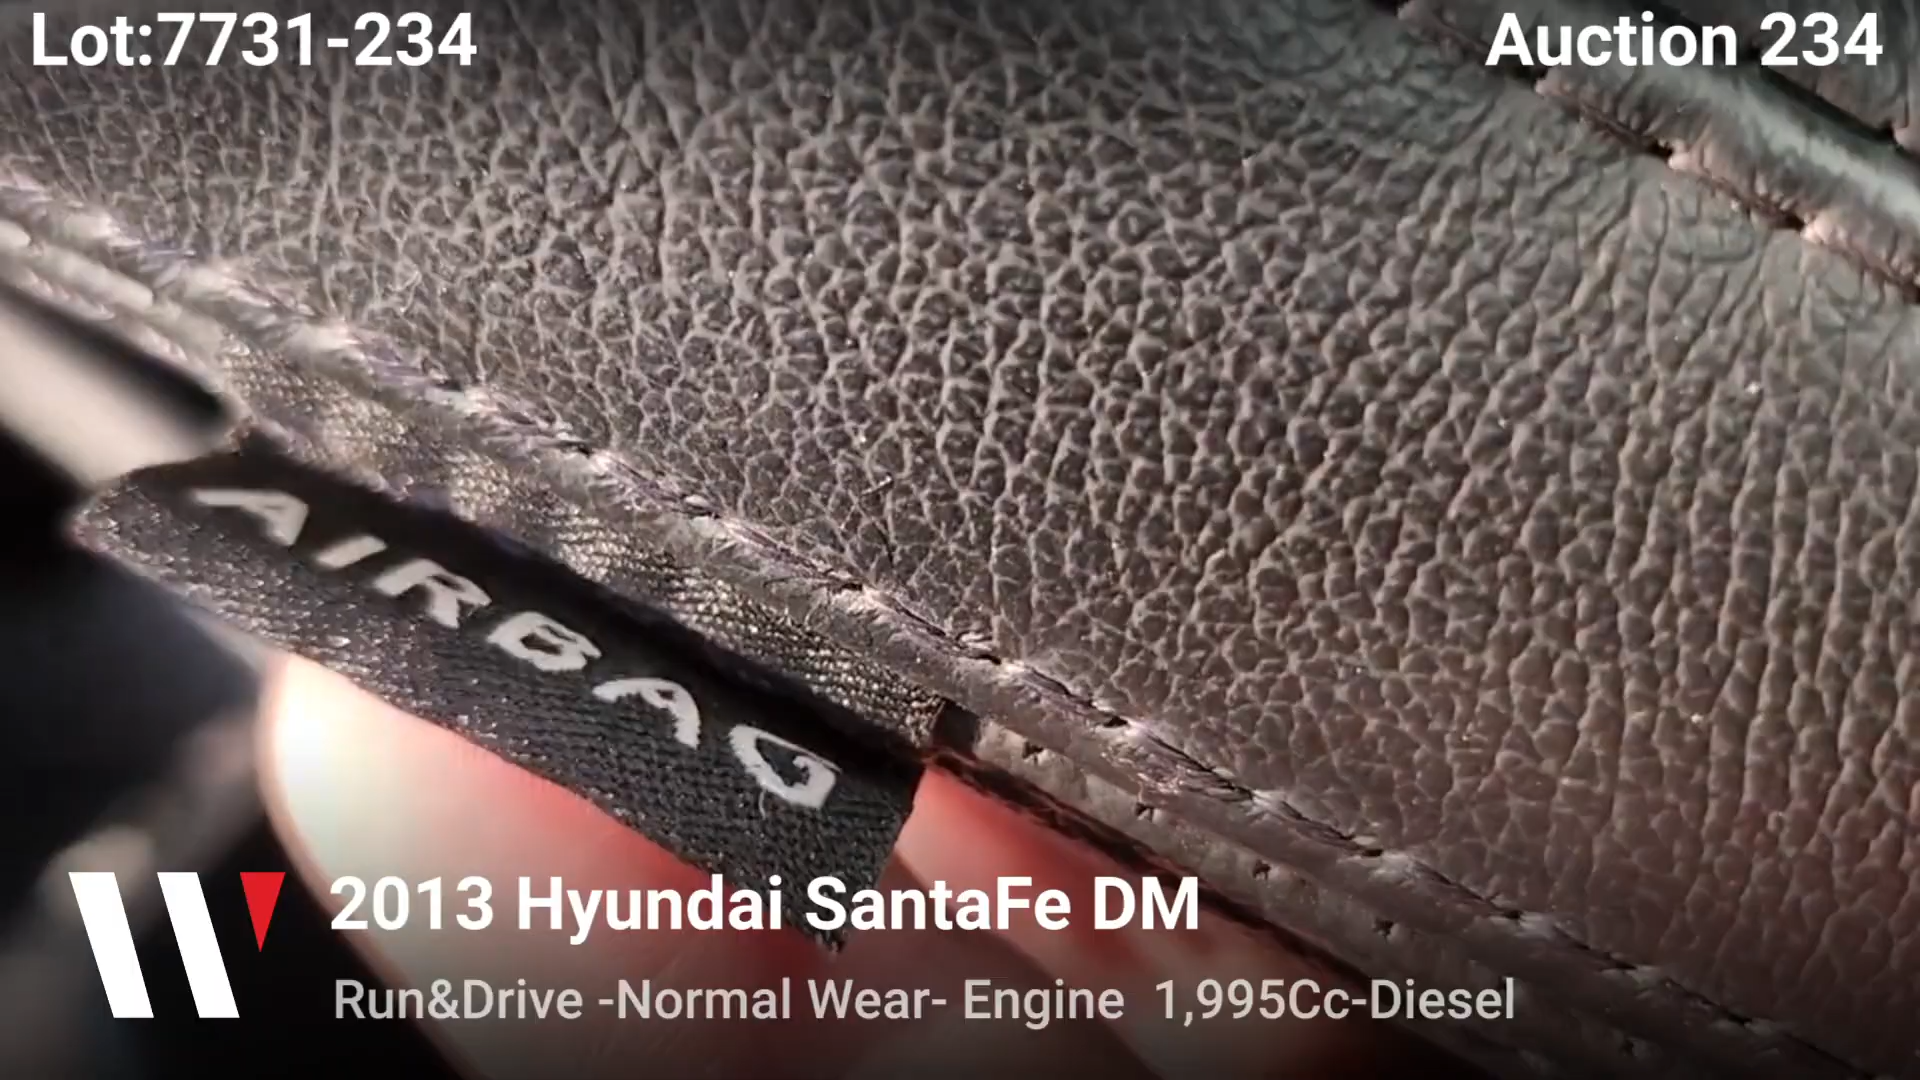 Lot:7731-234
Auction 234
AIRBAG
2013 Hyundai SantaFe DM
Run&Drive -Normal Wear- Engine 1,995Cc-Diesel